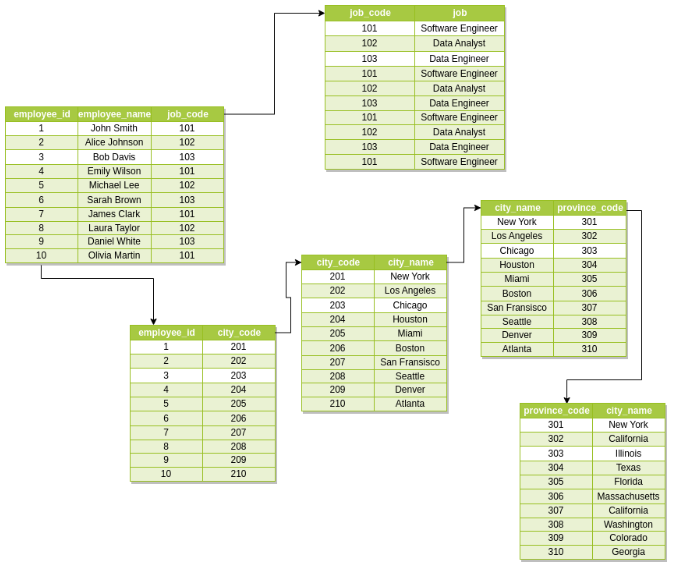 job_code job
101 Software Engineer
102 Data Analyst
103 Data Engineer
101 Software Engineer
102 Data Analyst
103 Data Engineer
101 Software Engineer
102 Data Analyst
103 Data Engineer
101 Software Engineer
employee_id employee_name job_code
1 John Smith 101
2 Alice Johnson 102
3 Bob Davis 103
4 Emily Wilson 101
5 Michael Lee 102
6 Sarah Brown 103
7 James Clark 101
8 Laura Taylor 102
9 Daniel White 103
10 Olivia Martin 101
employee_id city_code
1 201
2 202
3 203
4 204
5 205
6 206
7 207
8 208
9 209
10 210
city_code city_name
201 New York
202 Los Angeles
203 Chicago
204 Houston
205 Miami
206 Boston
207 San Fransisco
208 Seattle
209 Denver
210 Atlanta
city_name province_code
New York 301
Los Angeles 302
Chicago 303
Houston 304
Miami 305
Boston 306
San Fransisco 307
Seattle 308
Denver 309
Atlanta 310
province_code city_name
301 New York
302 California
303 Illinois
304 Texas
305 Florida
306 Massachusetts
307 California
308 Washington
309 Colorado
310 Georgia